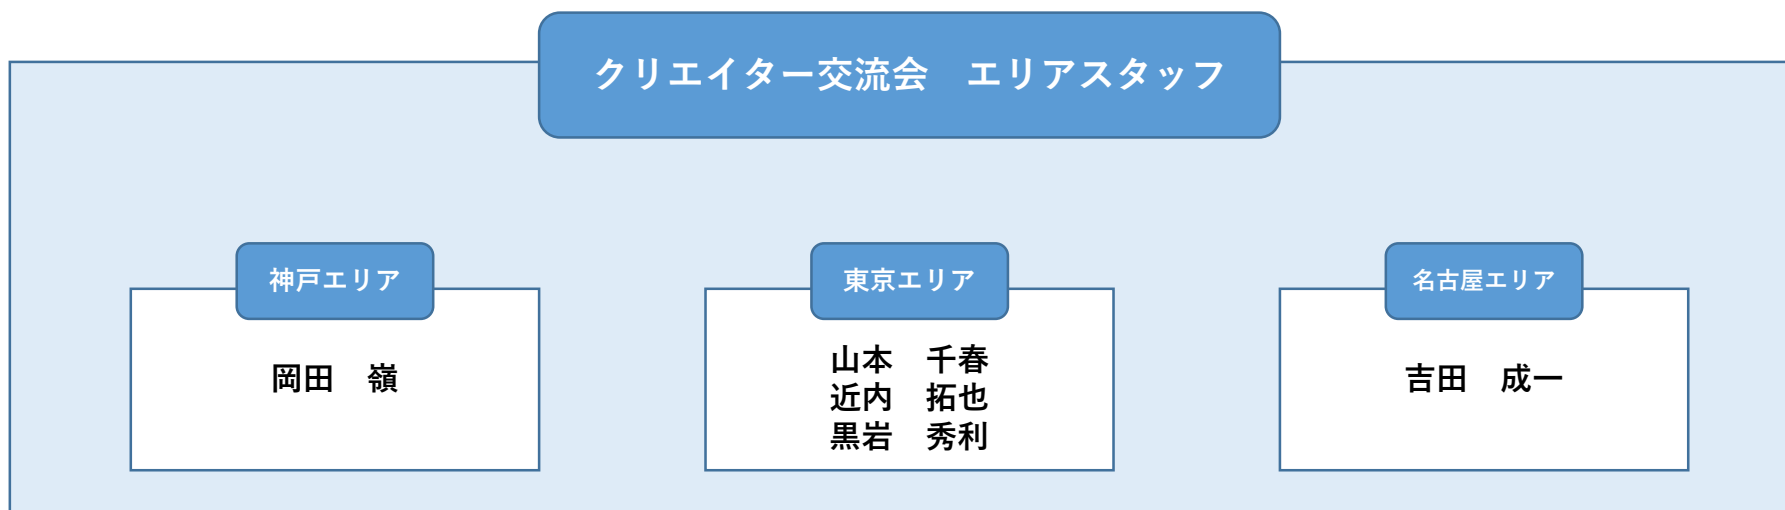 クリエイター交流会　エリアスタッフ
神戸エリア
岡田　嶺
東京エリア
山本　千春
近内　拓也
黒岩　秀利
名古屋エリア
吉田　成一